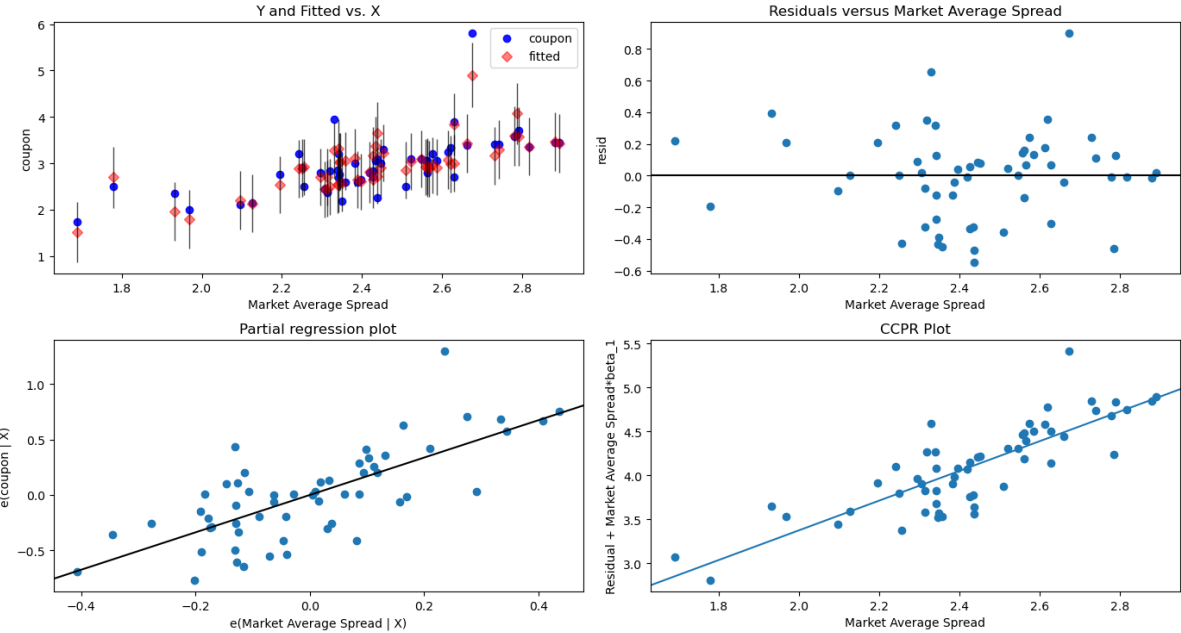 Y and Fitted vs. X
6
5
4
3
2
1
coupon
coupon
fitted
1.8 2.0 2.2 2.4 2.6 2.8
Market Average Spread
Residuals versus Market Average Spread
0.8
0.6
0.4
0.2
0.0
−0.2
−0.4
−0.6
resid
1.8 2.0 2.2 2.4 2.6 2.8
Market Average Spread
Partial regression plot
1.0
0.5
0.0
−0.5
e(coupon | X)
−0.4 −0.2 0.0 0.2 0.4
e(Market Average Spread | X)
CCPR Plot
5.5
5.0
4.5
4.0
3.5
3.0
Residual + Market Average Spread*beta_1
1.8 2.0 2.2 2.4 2.6 2.8
Market Average Spread